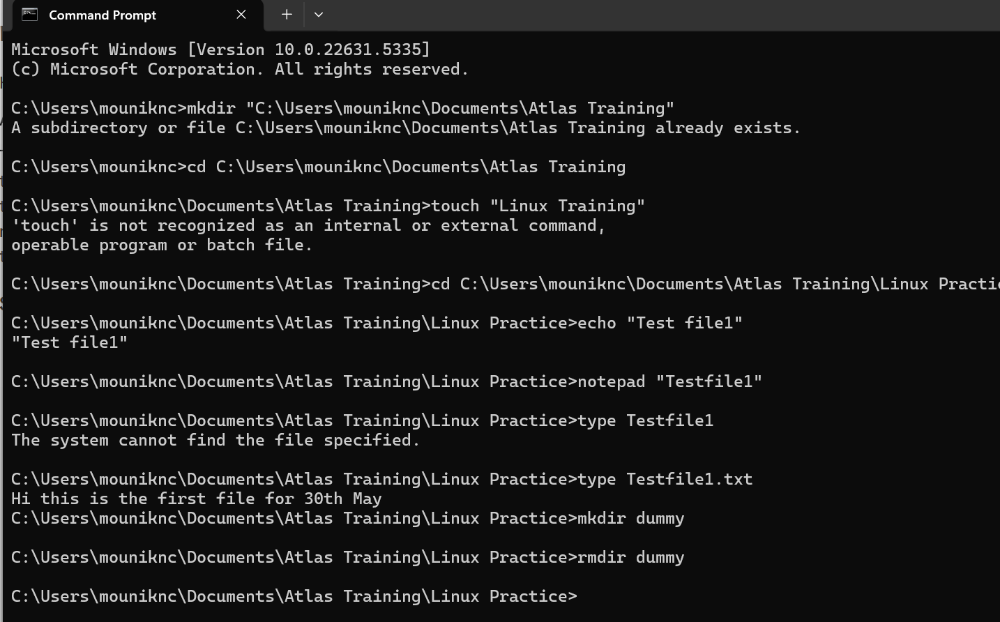 Command Prompt
Microsoft Windows [Version 10.0.22631.5335]
(c) Microsoft Corporation. All rights reserved.
C:\Users\mouniknc>mkdir "C:\Users\mouniknc\Documents\Atlas Training"
A subdirectory or file C:\Users\mouniknc\Documents\Atlas Training already exists.
C:\Users\mouniknc>cd C:\Users\mouniknc\Documents\Atlas Training
C:\Users\mouniknc\Documents\Atlas Training>touch "Linux Training"
'touch' is not recognized as an internal or external command,
operable program or batch file.
C:\Users\mouniknc\Documents\Atlas Training>cd C:\Users\mouniknc\Documents\Atlas Training\Linux Practic
C:\Users\mouniknc\Documents\Atlas Training\Linux Practice>echo "Test file1"
"Test file1"
C:\Users\mouniknc\Documents\Atlas Training\Linux Practice>notepad "Testfile1"
C:\Users\mouniknc\Documents\Atlas Training\Linux Practice>type Testfile1
The system cannot find the file specified.
C:\Users\mouniknc\Documents\Atlas Training\Linux Practice>type Testfile1.txt
Hi this is the first file for 30th May
C:\Users\mouniknc\Documents\Atlas Training\Linux Practice>mkdir dummy
C:\Users\mouniknc\Documents\Atlas Training\Linux Practice>rmdir dummy
C:\Users\mouniknc\Documents\Atlas Training\Linux Practice>